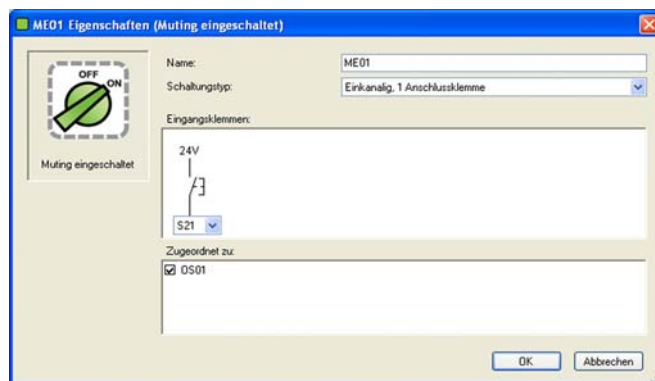 ME01 Eigenschaften (Muting eingeschaltet)
OFF
ON
Muting eingeschaltet
Name:
ME01
Schaltungstyp:
Einkanalig, 1 Anschlussklemme
Eingangsklemmen:
24V
S21
Zugeordnet zu:
OS01
OK
Abbrechen